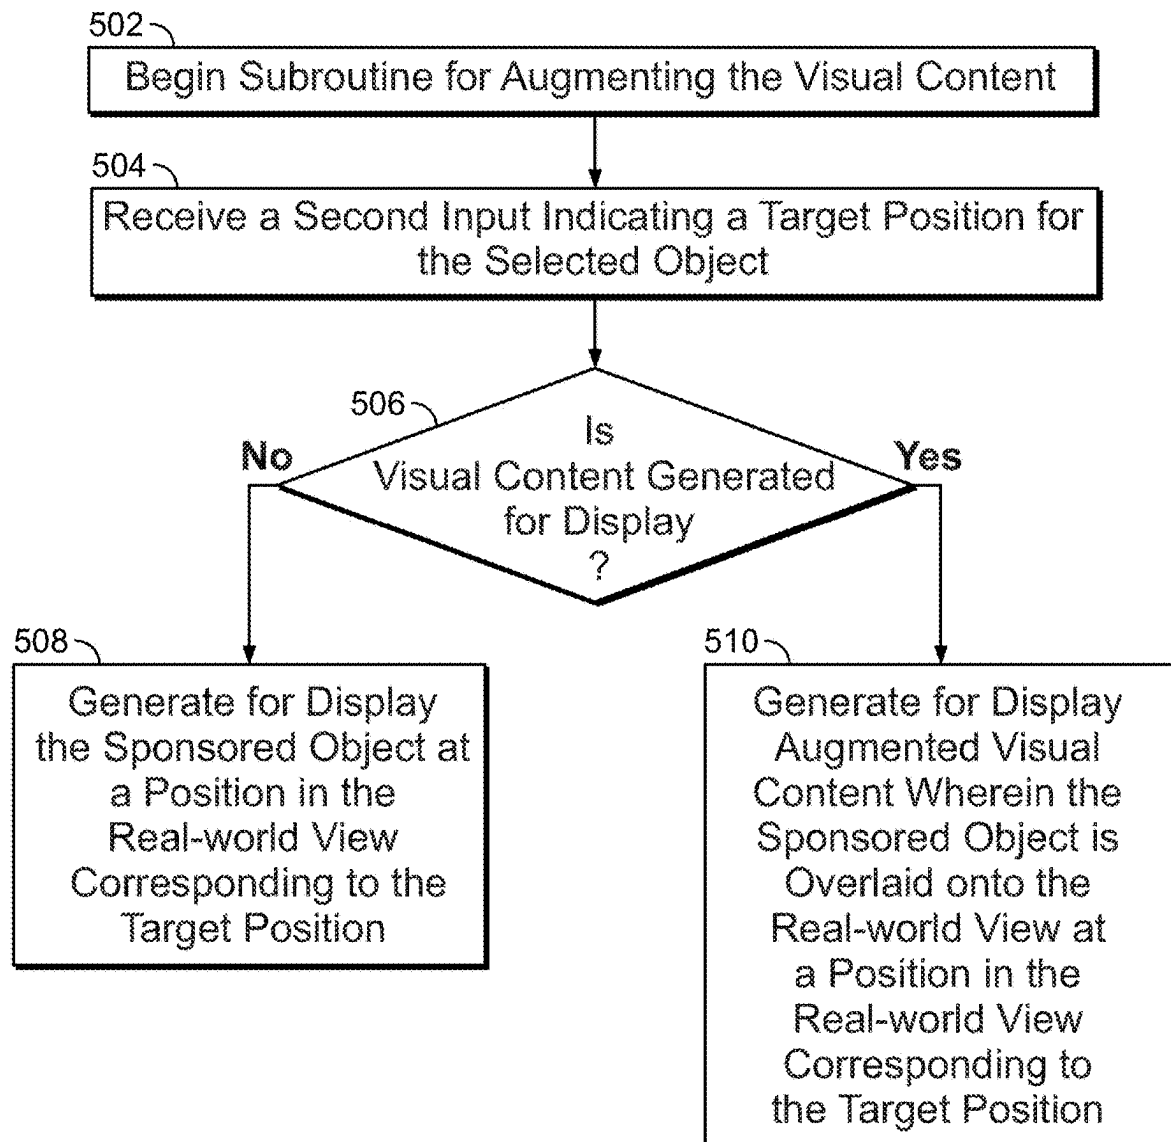 502
Begin Subroutine for Augmenting the Visual Content
504
Receive a Second Input Indicating a Target Position for
the Selected Object
506
Is
Visual Content Generated
for Display
?
No
Yes
508
Generate for Display
the Sponsored Object at
a Position in the
Real-world View
Corresponding to the
Target Position
510
Generate for Display
Augmented Visual
Content Wherein the
Sponsored Object is
Overlaid onto the
Real-world View at
a Position in the
Real-world View
Corresponding to
the Target Position